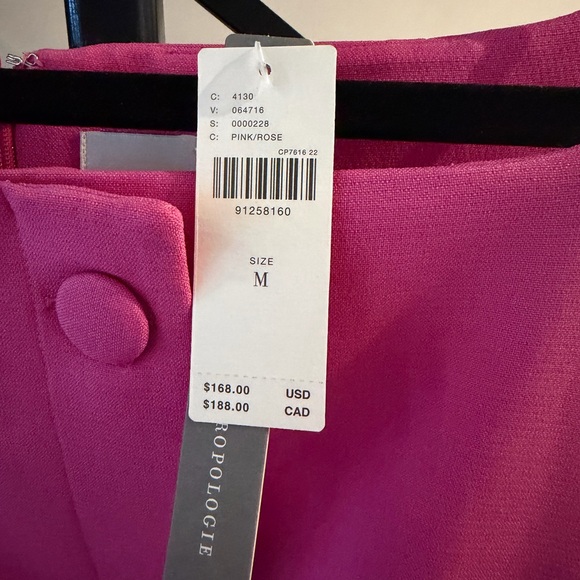 C: 4130
V: 064716
S: 0000228
C: PINK/ROSE
CP7616 22
91258160
SIZE
M
$168.00 USD
$188.00 CAD
ROPOLOGIE